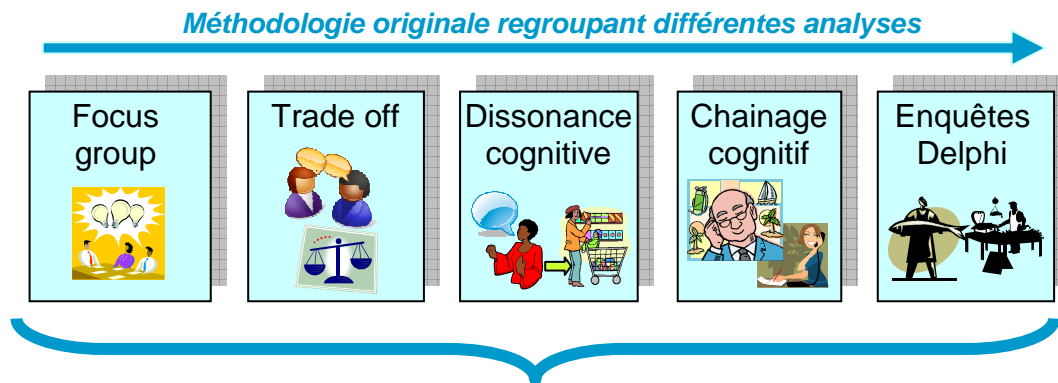 Méthodologie originale regroupant différentes analyses
Focus
group
Trade off
Dissonance
cognitive
Chainage
cognitif
Enquêtes
Delphi